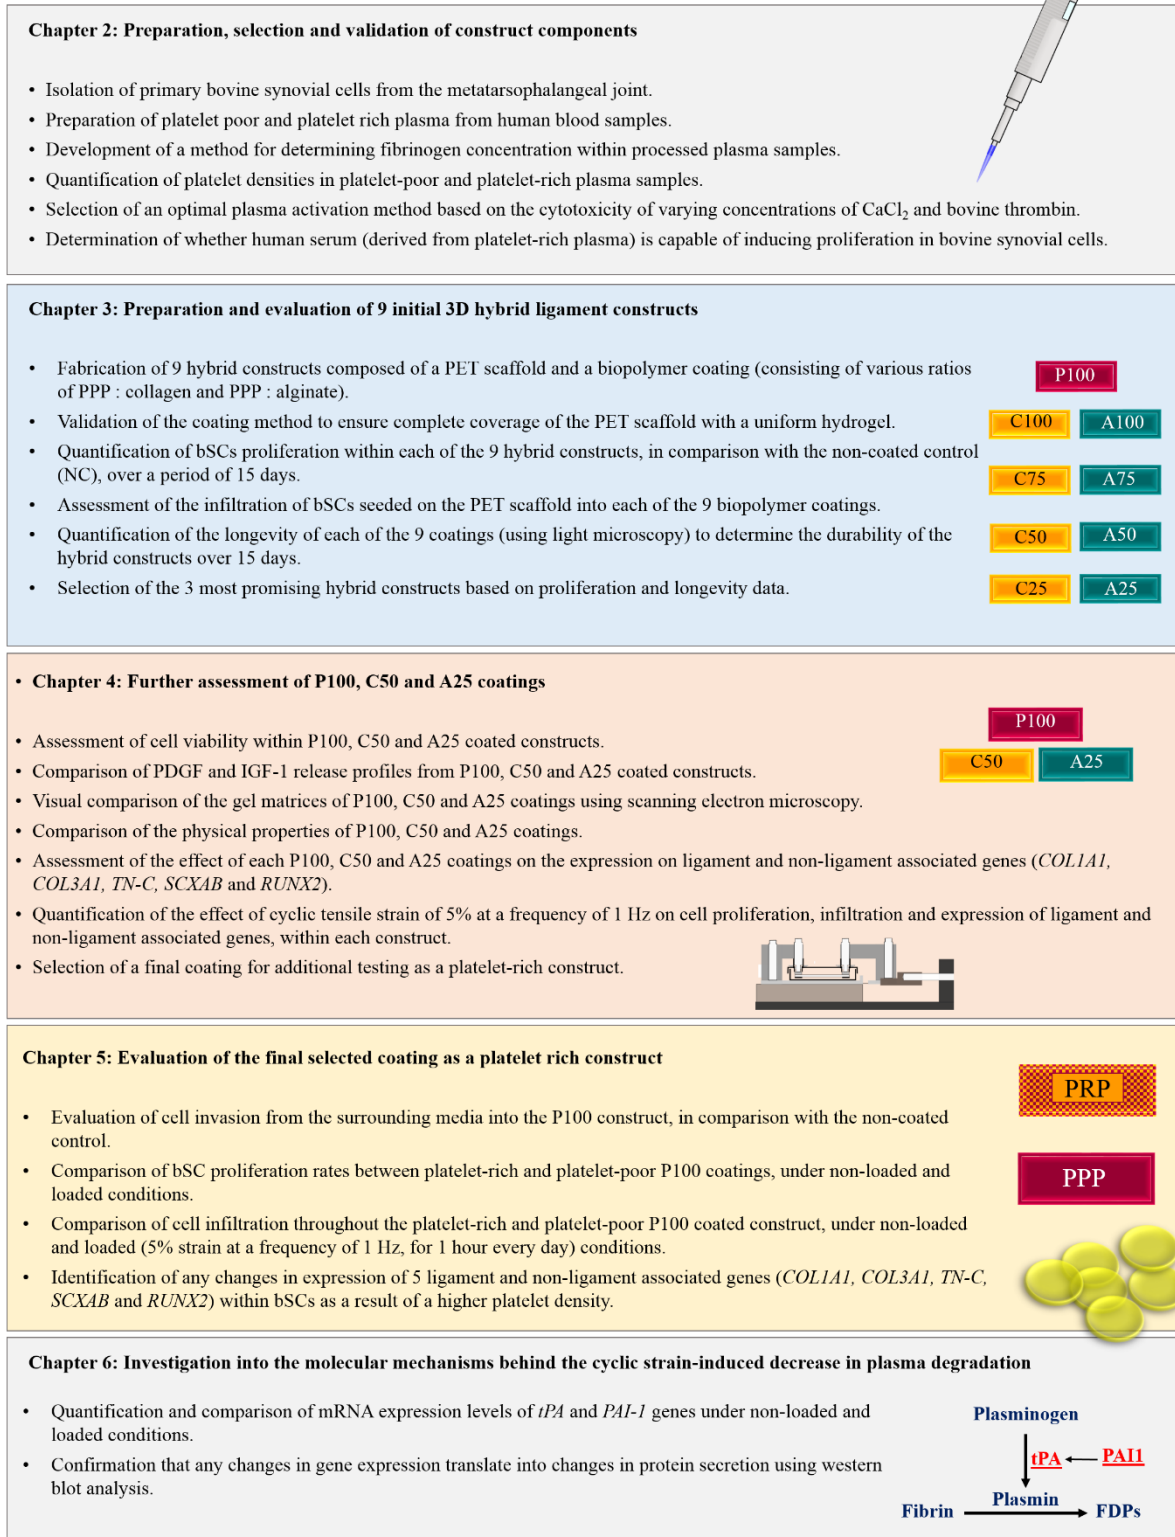 Chapter 2: Preparation, selection and validation of construct components
• Isolation of primary bovine synovial cells from the metatarsophalangeal joint.
• Preparation of platelet poor and platelet rich plasma from human blood samples.
• Development of a method for determining fibrinogen concentration within processed plasma samples.
• Quantification of platelet densities in platelet-poor and platelet-rich plasma samples.
• Selection of an optimal plasma activation method based on the cytotoxicity of varying concentrations of CaCl₂ and bovine thrombin.
• Determination of whether human serum (derived from platelet-rich plasma) is capable of inducing proliferation in bovine synovial cells.
Chapter 3: Preparation and evaluation of 9 initial 3D hybrid ligament constructs
• Fabrication of 9 hybrid constructs composed of a PET scaffold and a biopolymer coating (consisting of various ratios
of PPP : collagen and PPP : alginate).
• Validation of the coating method to ensure complete coverage of the PET scaffold with a uniform hydrogel.
• Quantification of bSCs proliferation within each of the 9 hybrid constructs, in comparison with the non-coated control
(NC), over a period of 15 days.
• Assessment of the infiltration of bSCs seeded on the PET scaffold into each of the 9 biopolymer coatings.
• Quantification of the longevity of each of the 9 coatings (using light microscopy) to determine the durability of the
hybrid constructs over 15 days.
• Selection of the 3 most promising hybrid constructs based on proliferation and longevity data.
P100
C100 A100
C75 A75
C50 A50
C25 A25
• Chapter 4: Further assessment of P100, C50 and A25 coatings
• Assessment of cell viability within P100, C50 and A25 coated constructs.
• Comparison of PDGF and IGF-1 release profiles from P100, C50 and A25 coated constructs.
• Visual comparison of the gel matrices of P100, C50 and A25 coatings using scanning electron microscopy.
• Comparison of the physical properties of P100, C50 and A25 coatings.
• Assessment of the effect of each P100, C50 and A25 coatings on the expression on ligament and non-ligament associated genes (COL1A1,
COL3A1, TN-C, SCXAB and RUNX2).
• Quantification of the effect of cyclic tensile strain of 5% at a frequency of 1 Hz on cell proliferation, infiltration and expression of ligament and
non-ligament associated genes, within each construct.
• Selection of a final coating for additional testing as a platelet-rich construct.
P100
C50 A25
Chapter 5: Evaluation of the final selected coating as a platelet rich construct
• Evaluation of cell invasion from the surrounding media into the P100 construct, in comparison with the non-coated
control.
• Comparison of bSC proliferation rates between platelet-rich and platelet-poor P100 coatings, under non-loaded and
loaded conditions.
• Comparison of cell infiltration throughout the platelet-rich and platelet-poor P100 coated construct, under non-loaded
and loaded (5% strain at a frequency of 1 Hz, for 1 hour every day) conditions.
• Identification of any changes in expression of 5 ligament and non-ligament associated genes (COL1A1, COL3A1, TN-C,
SCXAB and RUNX2) within bSCs as a result of a higher platelet density.
PRP
PPP
Chapter 6: Investigation into the molecular mechanisms behind the cyclic strain-induced decrease in plasma degradation
• Quantification and comparison of mRNA expression levels of tPA and PAI-1 genes under non-loaded and
loaded conditions.
• Confirmation that any changes in gene expression translate into changes in protein secretion using western
blot analysis.
Plasminogen
tPA PAI1
Plasmin
Fibrin FDPs